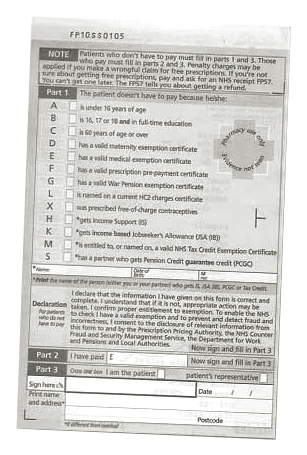 FP10SS0105
NOTE Patients who don't have to pay must fill in parts 1 and 3. Those
who pay must fill in parts 2 and 3. Penalty charges may be
applied if you make a wrongful claim for free prescriptions. If you're not
sure about getting free prescriptions, pay and ask for an NHS receipt FP57.
You can't get one later. The FP57 tells you about getting a refund.
Part 1 The patient doesn't have to pay because he/she:
A is under 16 years of age
B is 16, 17 or 18 and in full-time education
C is 60 years of age or over
D has a valid maternity exemption certificate
E has a valid medical exemption certificate
F has a valid prescription pre-payment certificate
G has a valid War Pension exemption certificate
L is named on a current HC2 charges certificate
X was prescribed free-of-charge contraceptives
H *gets Income Support (IS)
K *gets income based Jobseeker's Allowance (JSA (IB))
M *is entitled to, or named on, a valid NHS Tax Credit Exemption Certificate
S *has a partner who gets Pension Credit guarantee credit (PCGC)
Pharmacy use only
Evidence not seen
*Name: Date of Birth NI no:
*Print the name of the person (either you or your partner) who gets IS, JSA (IB), PCGC or Tax Credit.
Declaration
For patients
who do not
have to pay
I declare that the information I have given on this form is correct and
complete. I understand that if it is not, appropriate action may be
taken. I confirm proper entitlement to exemption. To enable the NHS
to check I have a valid exemption and to prevent and detect fraud and
incorrectness, I consent to the disclosure of relevant information from
this form to and by the Prescription Pricing Authority, the NHS Counter
Fraud and Security Management Service, the Department for Work
and Pensions and Local Authorities.
Now sign and fill in Part 3
Part 2 I have paid £
Now sign and fill in Part 3
Part 3 I am the patient patient's representative
Sign here
Date / /
Print name
and address*
Postcode
*If different from overleaf